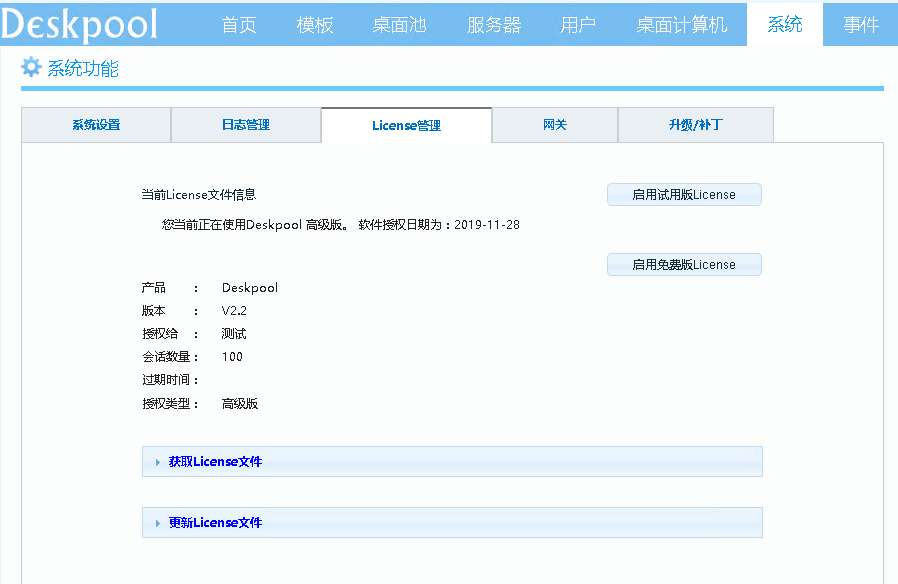 Deskpool 首页 模板 桌面池 服务器 用户 桌面计算机 系统 事件
系统功能
系统设置 日志管理 License管理 网关 升级/补丁
当前License文件信息 启用试用版License
您当前正在使用Deskpool 高级版。 软件授权日期为：2019-11-28
启用免费版License
产品 ： Deskpool
版本 ： V2.2
授权给 ： 测试
会话数量： 100
过期时间：
授权类型： 高级版
获取License文件
更新License文件